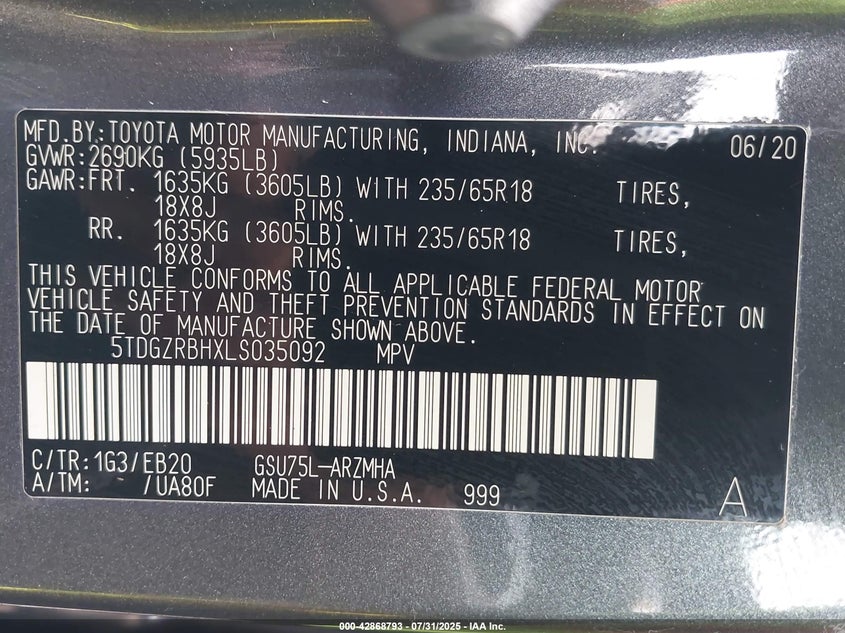 MFD.BY:TOYOTA MOTOR MANUFACTURING, INDIANA, INC. 06/20
GVWR:2690KG (5935LB)
GAWR:FRT. 1635KG (3605LB) WITH 235/65R18 TIRES,
18X8J RIMS.
RR. 1635KG (3605LB) WITH 235/65R18 TIRES,
18X8J RIMS.
THIS VEHICLE CONFORMS TO ALL APPLICABLE FEDERAL MOTOR
VEHICLE SAFETY AND THEFT PREVENTION STANDARDS IN EFFECT ON
THE DATE OF MANUFACTURE SHOWN ABOVE.
5TDGZRBHXLS035092 MPV
C/TR:1G3/EB20 GSU75L-ARZMHA
A/TM: /UA80F MADE IN U.S.A. 999 A
000-42868793 - 07/31/2025 - IAA Inc.